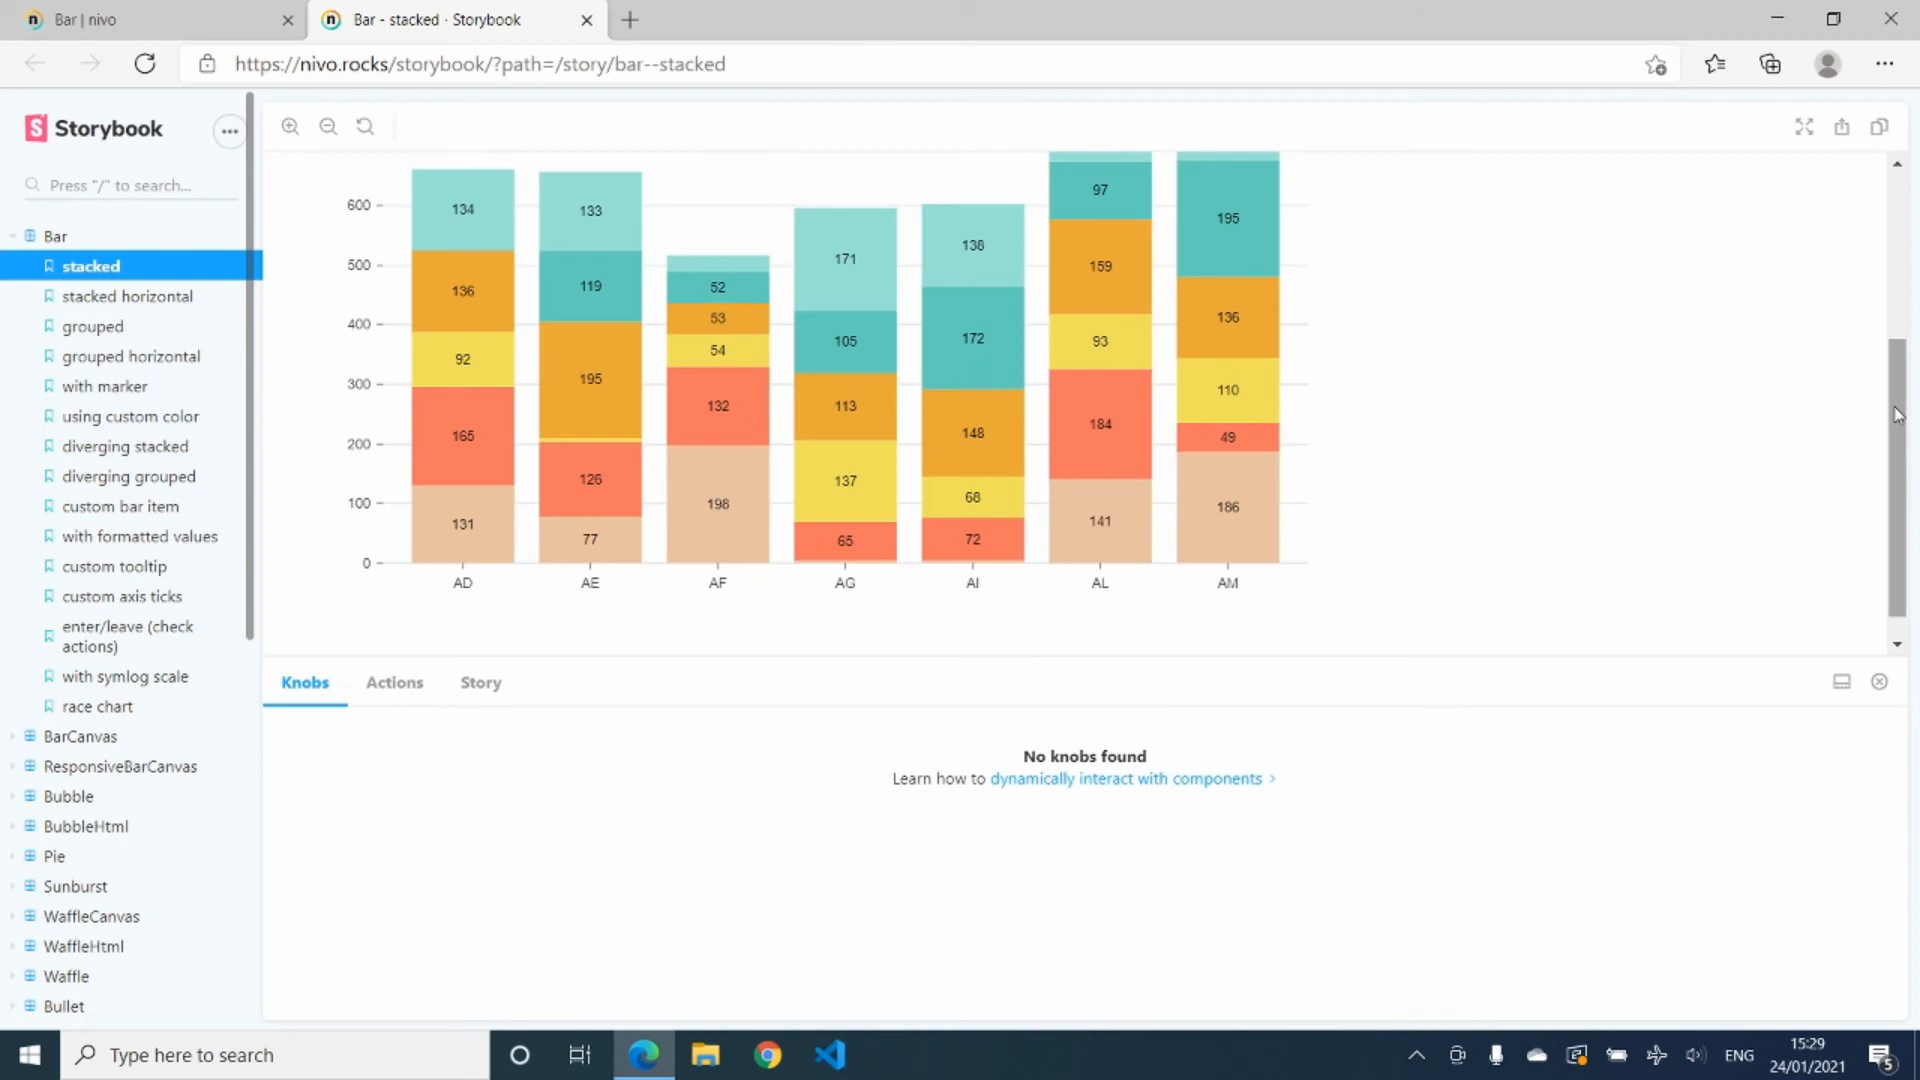 Bar | nivo
Bar - stacked · Storybook
https://nivo.rocks/storybook/?path=/story/bar--stacked
Storybook
Press "/" to search...
Bar
stacked
stacked horizontal
grouped
grouped horizontal
with marker
using custom color
diverging stacked
diverging grouped
custom bar item
with formatted values
custom tooltip
custom axis ticks
enter/leave (check
actions)
with symlog scale
race chart
BarCanvas
ResponsiveBarCanvas
Bubble
BubbleHtml
Pie
Sunburst
WaffleCanvas
WaffleHtml
Waffle
Bullet
600
500
400
300
200
100
0
134
136
92
165
131
133
119
195
126
77
52
53
54
132
198
171
105
113
137
65
138
172
148
68
72
97
159
93
184
141
195
136
110
49
186
AD AE AF AG AI AL AM
Knobs Actions Story
No knobs found
Learn how to dynamically interact with components
Type here to search
ENG
15:29
24/01/2021
5